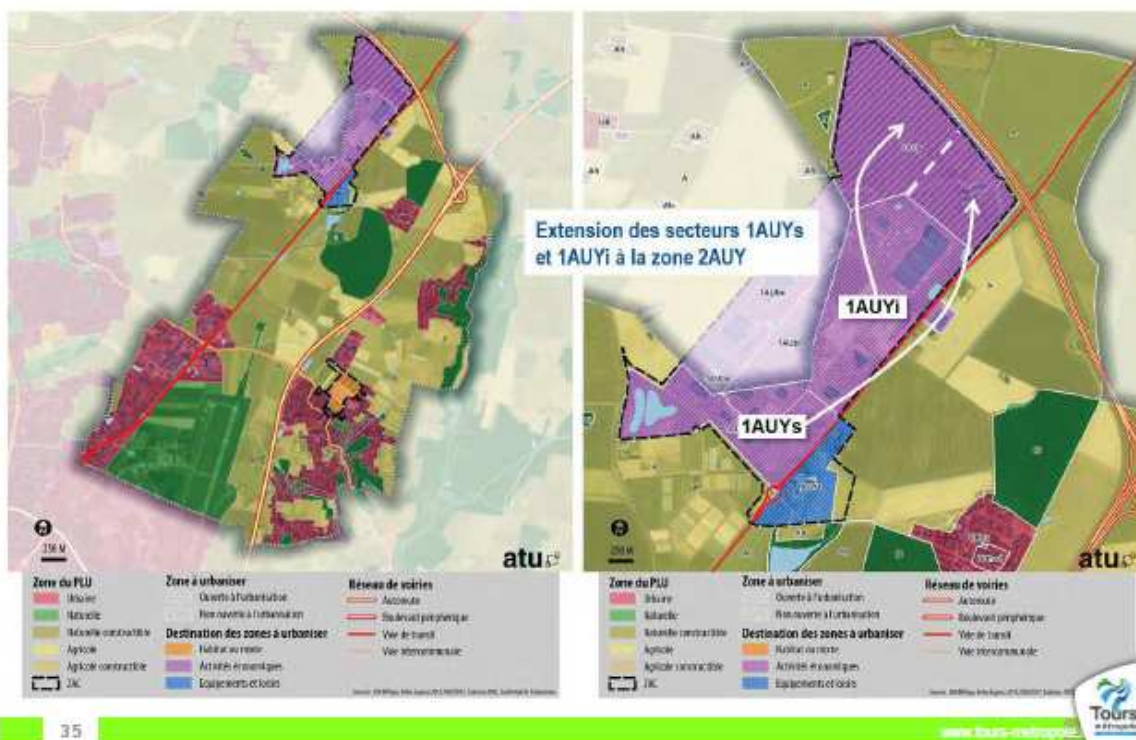 Extension des secteurs 1AUYs
et 1AUYi à la zone 2AUY
1AUYi
1AUYs
250 M
atu
Zone du PLU
Urbaine
Naturelle
Naturelle constructible
Agricole
Agricole constructible
ZAC
Zone à urbaniser
Ouverte à l'urbanisation
Non ouverte à l'urbanisation
Destination des zones à urbaniser
Habitat ou mixte
Activités économiques
Equipements et loisirs
Réseau de voiries
Autoroute
Boulevard périphérique
Voie de transit
Voie intercommunale
250 M
atu
Zone du PLU
Urbaine
Naturelle
Naturelle constructible
Agricole
Agricole constructible
ZAC
Zone à urbaniser
Ouverte à l'urbanisation
Non ouverte à l'urbanisation
Destination des zones à urbaniser
Habitat ou mixte
Activités économiques
Equipements et loisirs
Réseau de voiries
Autoroute
Boulevard périphérique
Voie de transit
Voie intercommunale
35
www.tours-metropole
Tours